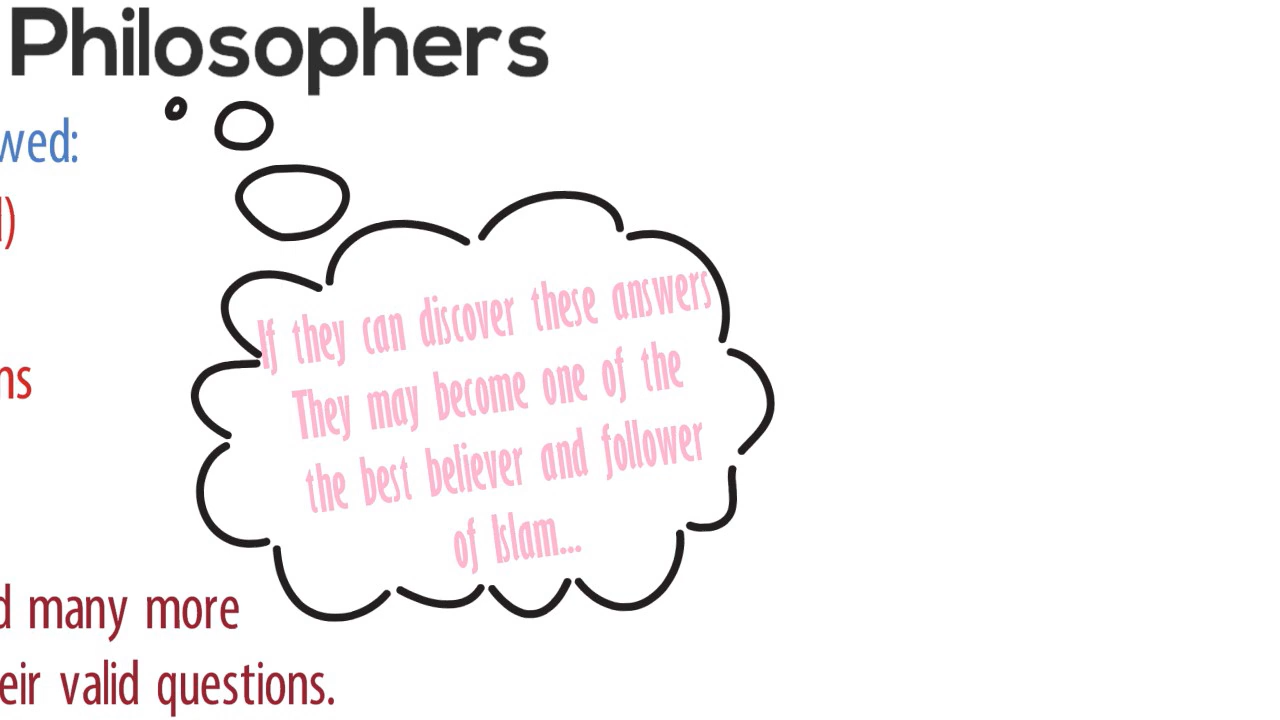 Philosophers
wed:
)
ns
If they can discover these answers
They may become one of the
the best believer and follower
of Islam...
d many more
eir valid questions.